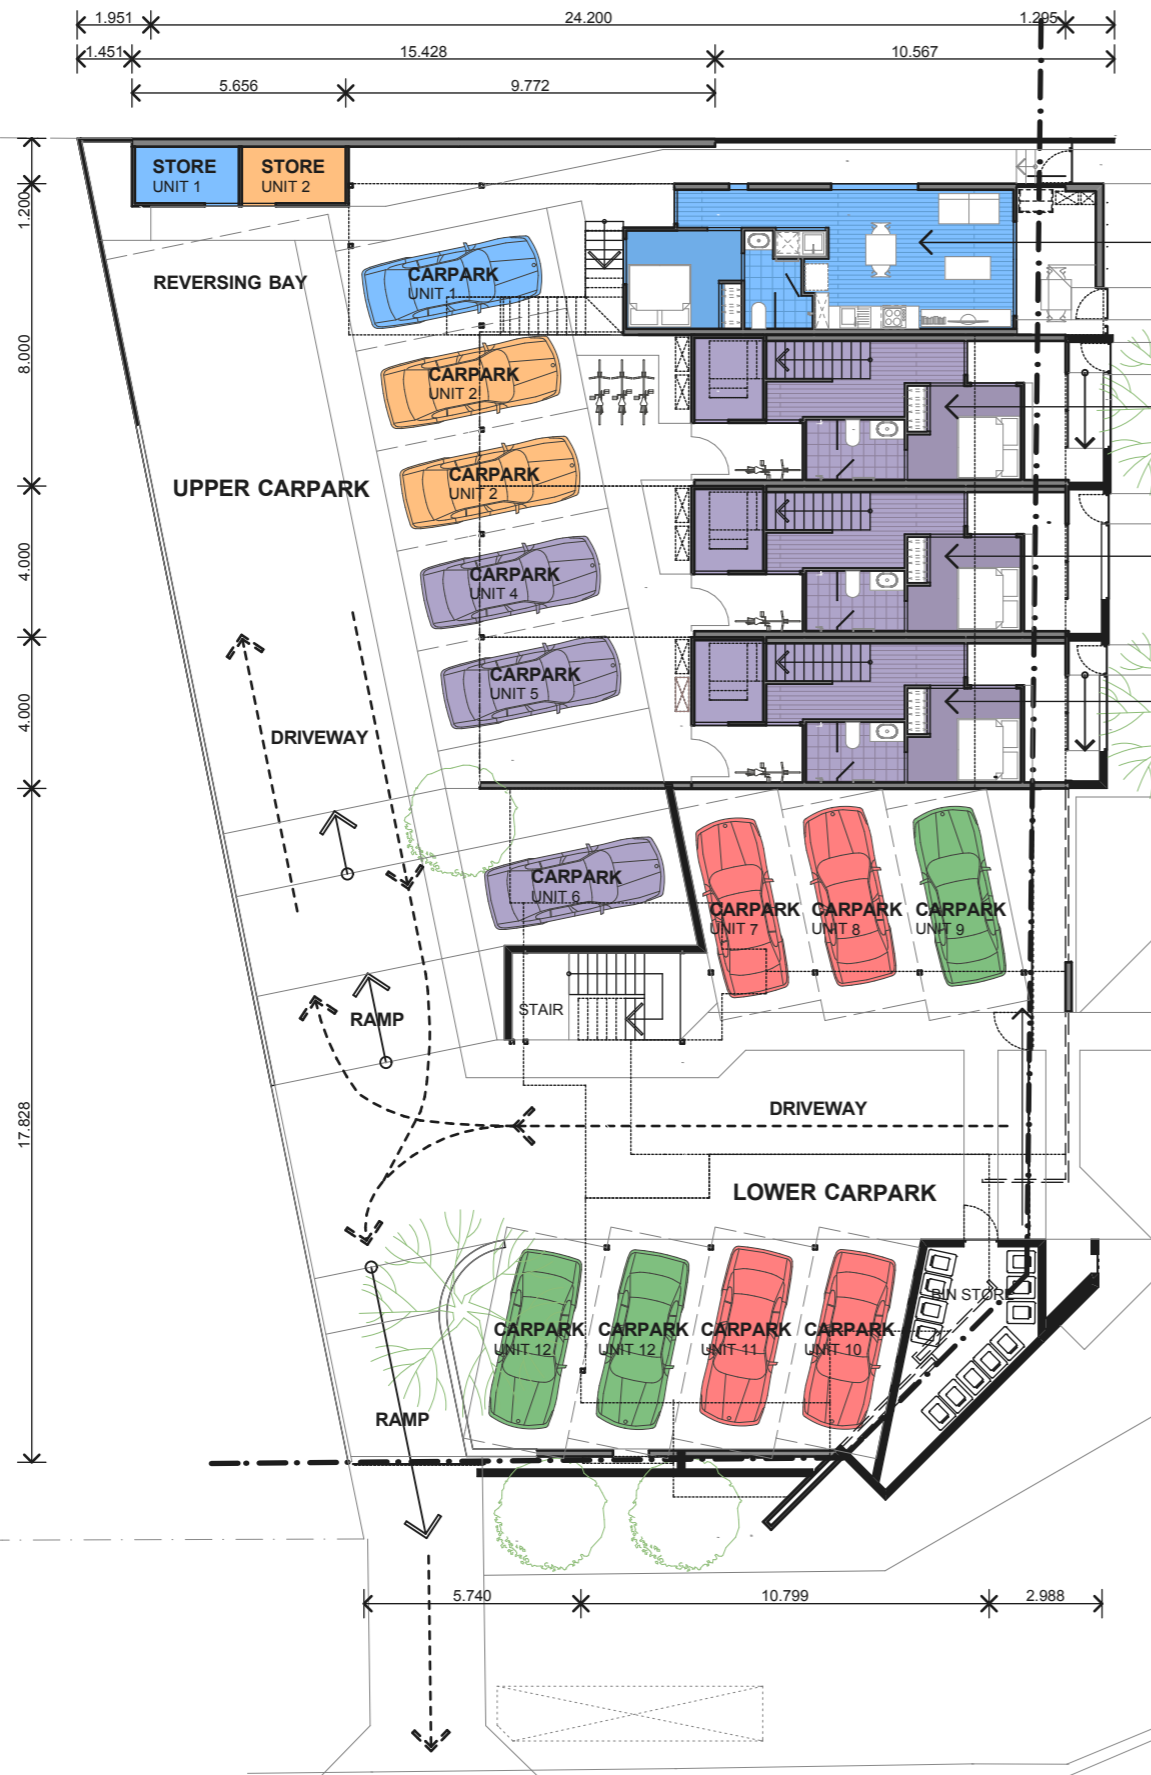 1.951
24.200
1.295
1.451
15.428
10.567
5.656
9.772
STORE
UNIT 1
STORE
UNIT 2
1.200
REVERSING BAY
CARPARK
UNIT 1
8.000
CARPARK
UNIT 2
CARPARK
UNIT 2
UPPER CARPARK
4.000
CARPARK
UNIT 4
CARPARK
UNIT 5
4.000
DRIVEWAY
CARPARK
UNIT 6
CARPARK
UNIT 7
CARPARK
UNIT 8
CARPARK
UNIT 9
STAIR
RAMP
17.828
DRIVEWAY
LOWER CARPARK
BIN STORE
CARPARK
UNIT 12
CARPARK
UNIT 12
CARPARK
UNIT 11
CARPARK
UNIT 10
RAMP
5.740
10.799
2.988